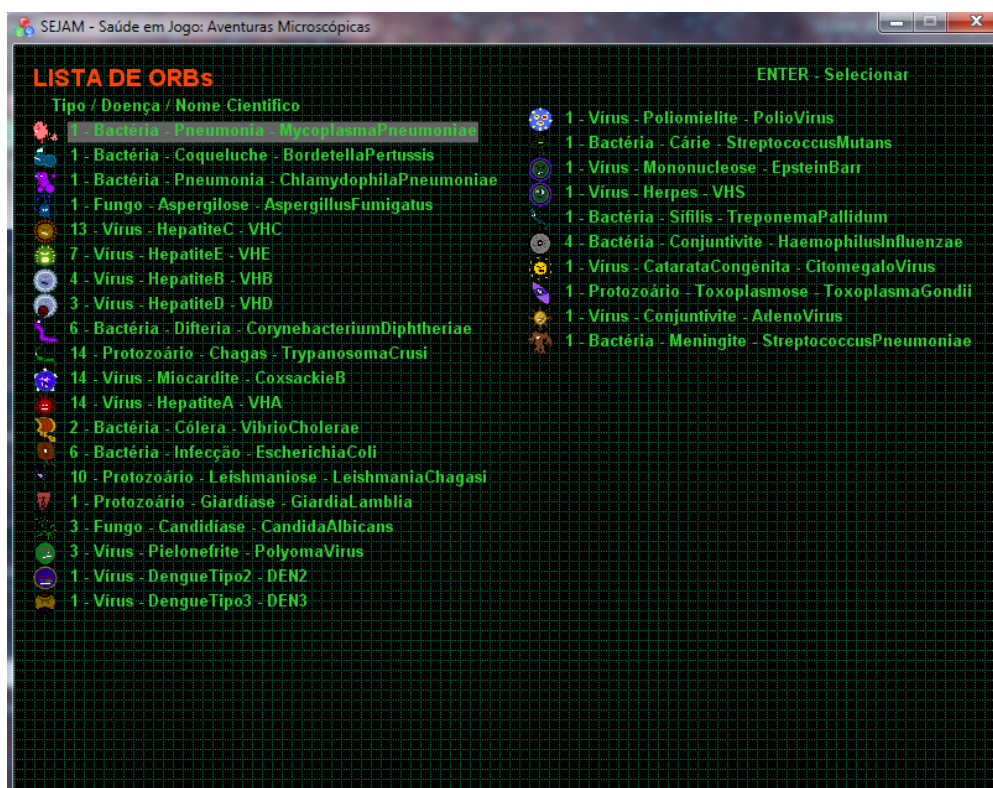 SEJAM - Saúde em Jogo: Aventuras Microscópicas
LISTA DE ORBs
ENTER - Selecionar
Tipo / Doença / Nome Cientifico
1 - Bactéria - Pneumonia - MycoplasmaPneumoniae
1 - Bactéria - Coqueluche - BordetellaPertussis
1 - Bactéria - Pneumonia - ChlamydophilaPneumoniae
1 - Fungo - Aspergilose - AspergillusFumigatus
13 - Vírus - HepatiteC - VHC
7 - Vírus - HepatiteE - VHE
4 - Vírus - HepatiteB - VHB
3 - Vírus - HepatiteD - VHD
6 - Bactéria - Difteria - CorynebacteriumDiphtheriae
14 - Protozoário - Chagas - TrypanosomaCrusi
14 - Vírus - Miocardite - CoxsackieB
14 - Vírus - HepatiteA - VHA
2 - Bactéria - Cólera - VibrioCholerae
6 - Bactéria - Infecção - EscherichiaColi
10 - Protozoário - Leishmaniose - LeishmaniaChagasi
1 - Protozoário - Giardíase - GiardiaLamblia
3 - Fungo - Candidíase - CandidaAlbicans
3 - Vírus - Pielonefrite - PolyomaVirus
1 - Vírus - DengueTipo2 - DEN2
1 - Vírus - DengueTipo3 - DEN3
1 - Vírus - Poliomielite - PolioVirus
1 - Bactéria - Cárie - StreptococcusMutans
1 - Vírus - Mononucleose - EpsteinBarr
1 - Vírus - Herpes - VHS
1 - Bactéria - Sífilis - TreponemaPallidum
4 - Bactéria - Conjuntivite - HaemophilusInfluenzae
1 - Vírus - CatarataCongênita - CitomegaloVirus
1 - Protozoário - Toxoplasmose - ToxoplasmaGondii
1 - Vírus - Conjuntivite - AdenoVirus
1 - Bactéria - Meningite - StreptococcusPneumoniae